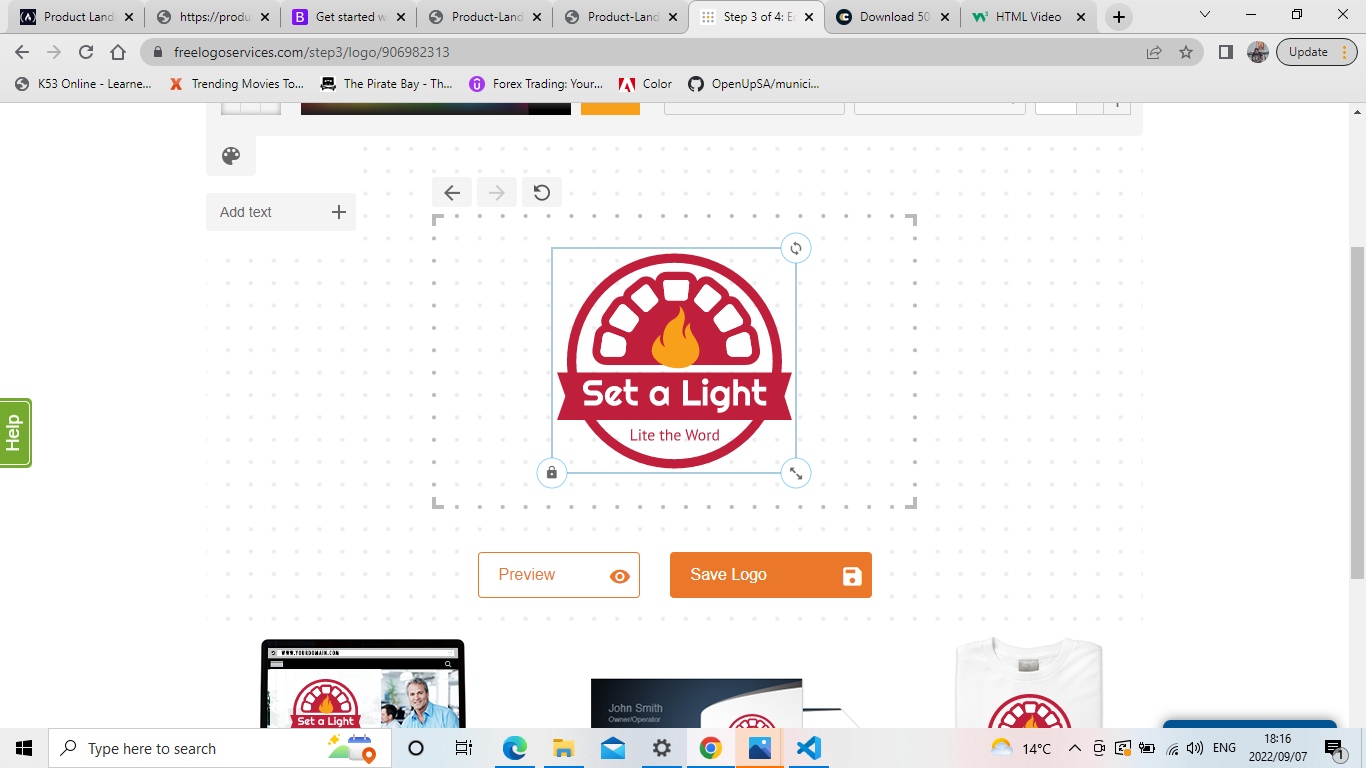 Product Land
https://produ
Get started w
Product-Land
Product-Land
Step 3 of 4: E
Download 50
HTML Video
freelogoservices.com/step3/logo/906982313
Update
K53 Online - Learne...
Trending Movies To...
The Pirate Bay - Th...
Forex Trading: Your...
Color
OpenUpSA/munici...
Add text
Set a Light
Lite the Word
Help
Preview
Save Logo
WWW.YOURDOMAIN.COM
Set a Light
John Smith
Owner/Operator
Type here to search
14°C
ENG
18:16
2022/09/07
1